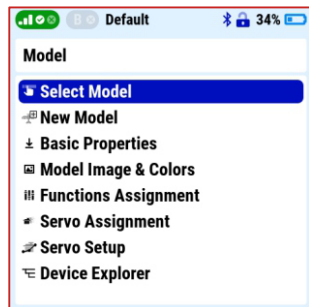 B Default 34%
Model
Select Model
New Model
Basic Properties
Model Image & Colors
Functions Assignment
Servo Assignment
Servo Setup
Device Explorer